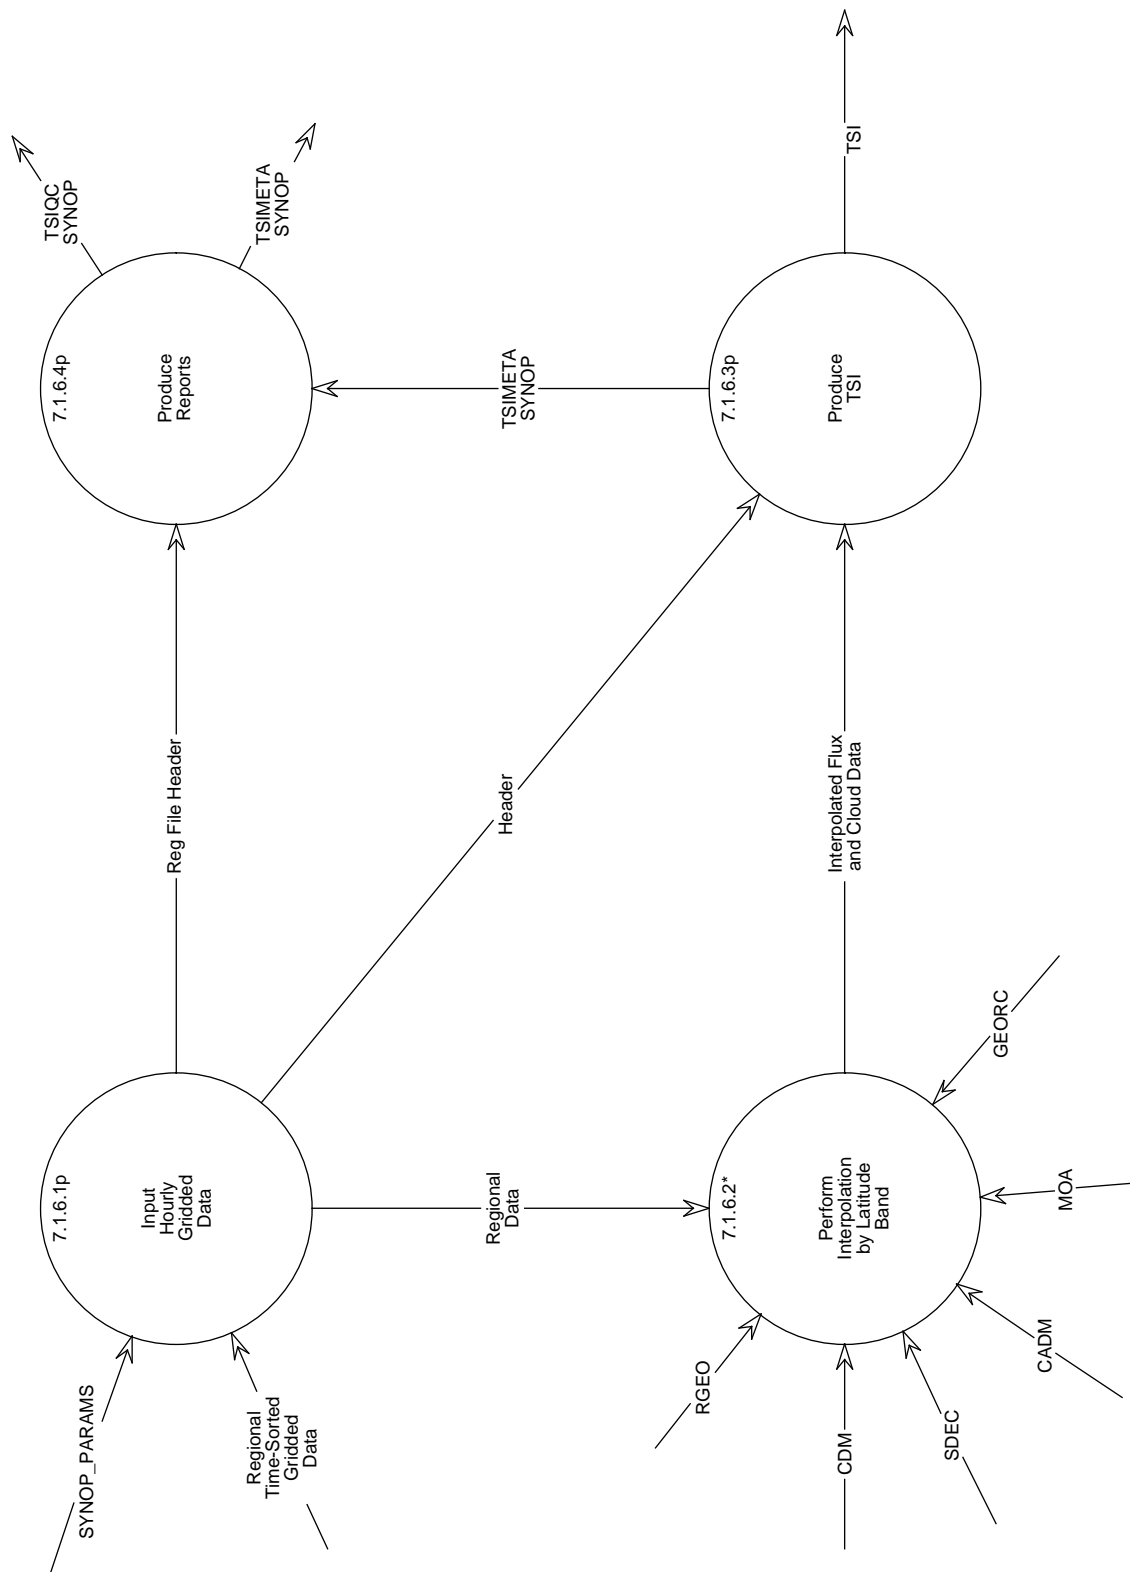 SYNOP_PARAMS
Regional
Time-Sorted
Gridded
Data
7.1.6.1p
Input
Hourly
Gridded
Data
Reg File Header
7.1.6.4p
Produce
Reports
TSIQC
SYNOP
TSIMETA
SYNOP
Regional
Data
Header
TSIMETA
SYNOP
RGEO
CDM
SDEC
CADM
MOA
GEORC
7.1.6.2*
Perform
Interpolation
by Latitude
Band
Interpolated Flux
and Cloud Data
7.1.6.3p
Produce
TSI
TSI